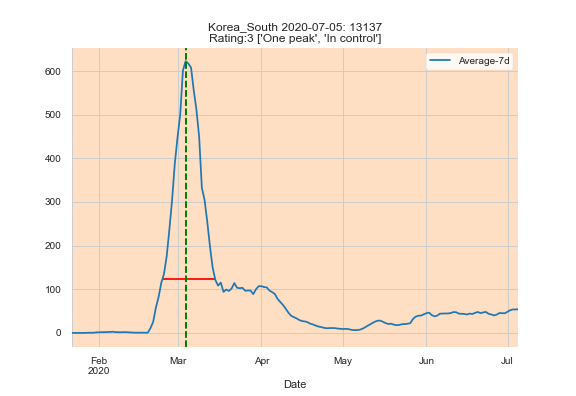 Korea_South 2020-07-05: 13137
Rating:3 ['One peak', 'In control']
Average-7d
600
500
400
300
200
100
0
Feb
2020
Mar
Apr
May
Jun
Jul
Date